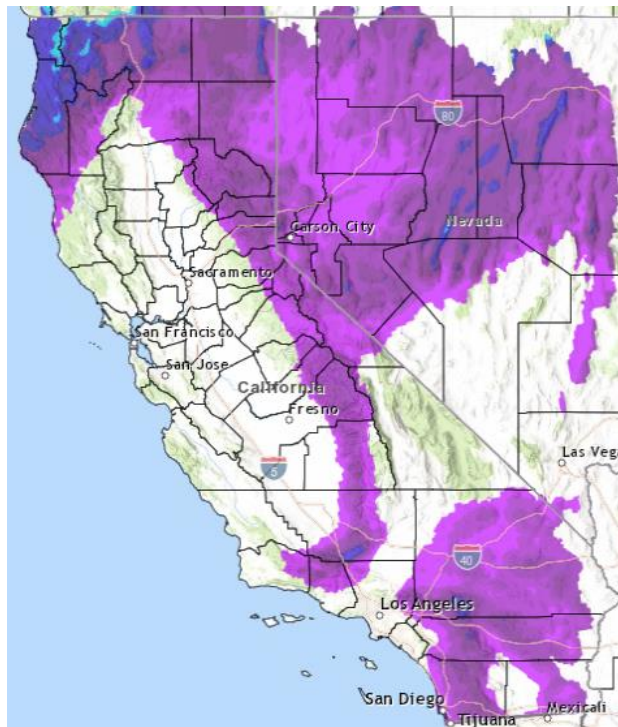 80
Carson City
Nevada
Sacramento
San Francisco
San Jose
California
Fresno
5
Las Vega
40
Los Angeles
San Diego
Mexicali
Tijuana